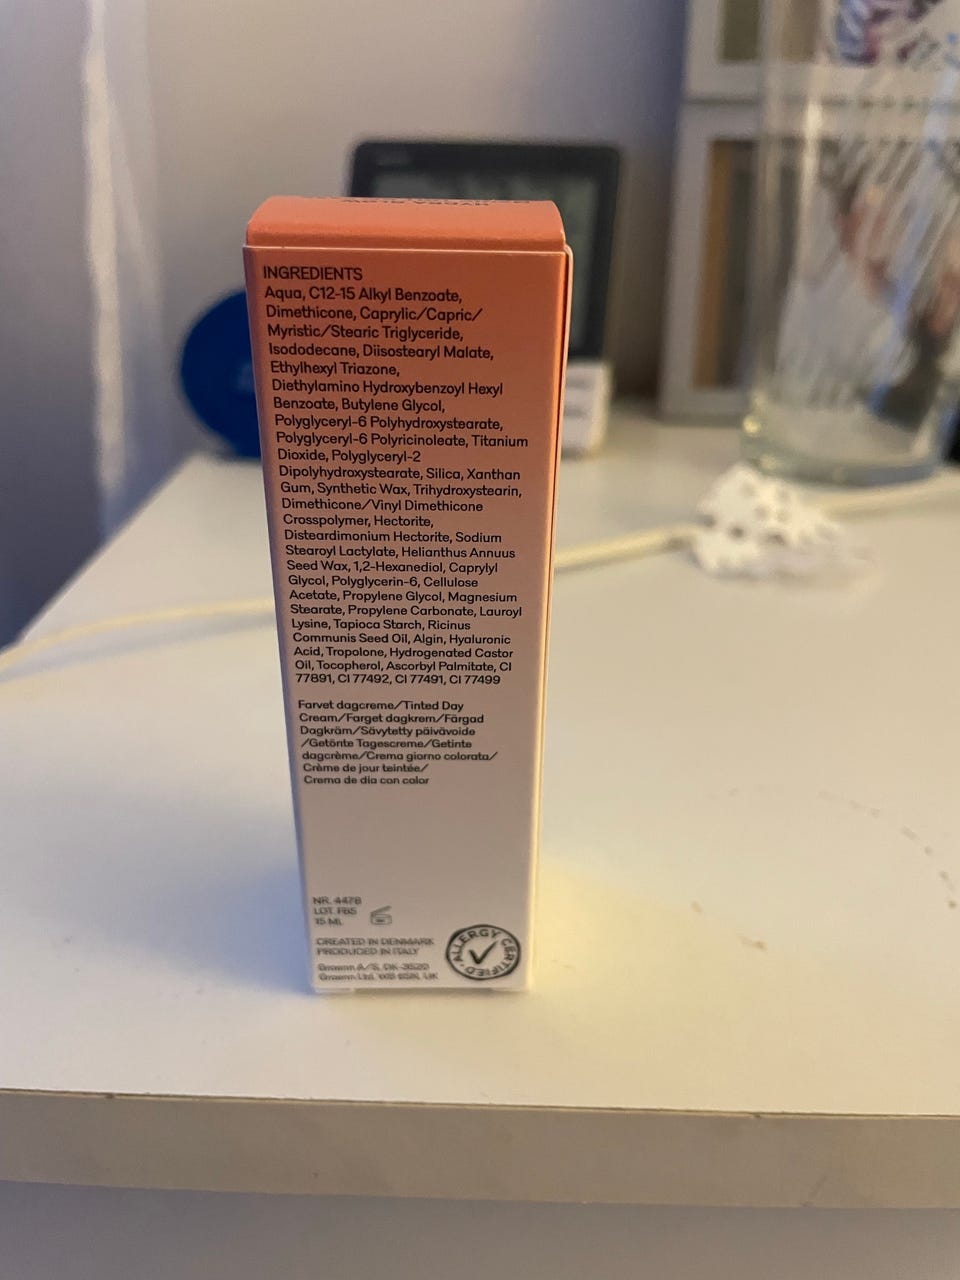 INGREDIENTS
Aqua, C12-15 Alkyl Benzoate,
Dimethicone, Caprylic/Capric/
Myristic/Stearic Triglyceride,
Isododecane, Diisostearyl Malate,
Ethylhexyl Triazone,
Diethylamino Hydroxybenzoyl Hexyl
Benzoate, Butylene Glycol,
Polyglyceryl-6 Polyhydroxystearate,
Polyglyceryl-6 Polyricinoleate, Titanium
Dioxide, Polyglyceryl-2
Dipolyhydroxystearate, Silica, Xanthan
Gum, Synthetic Wax, Trihydroxystearin,
Dimethicone/Vinyl Dimethicone
Crosspolymer, Hectorite,
Disteardimonium Hectorite, Sodium
Stearoyl Lactylate, Helianthus Annuus
Seed Wax, 1,2-Hexanediol, Caprylyl
Glycol, Polyglycerin-6, Cellulose
Acetate, Propylene Glycol, Magnesium
Stearate, Propylene Carbonate, Lauroyl
Lysine, Tapioca Starch, Ricinus
Communis Seed Oil, Algin, Hyaluronic
Acid, Tropolone, Hydrogenated Castor
Oil, Tocopherol, Ascorbyl Palmitate, CI
77891, CI 77492, CI 77491, CI 77499
Farvet dagcreme/Tinted Day
Cream/Farget dagkrem/Färgad
Dagkräm/Sävytetty päivävoide
/Getönte Tagescreme/Getinte
dagcrème/Crema giorno colorata/
Crème de jour teintée/
Crema de dia con color
NR. 4478
LOT.
15 ML
CREATED IN DENMARK
PRODUCED IN ITALY
A/S, DK-3520
Ltd, UK
ALLERGY CERTIFIED